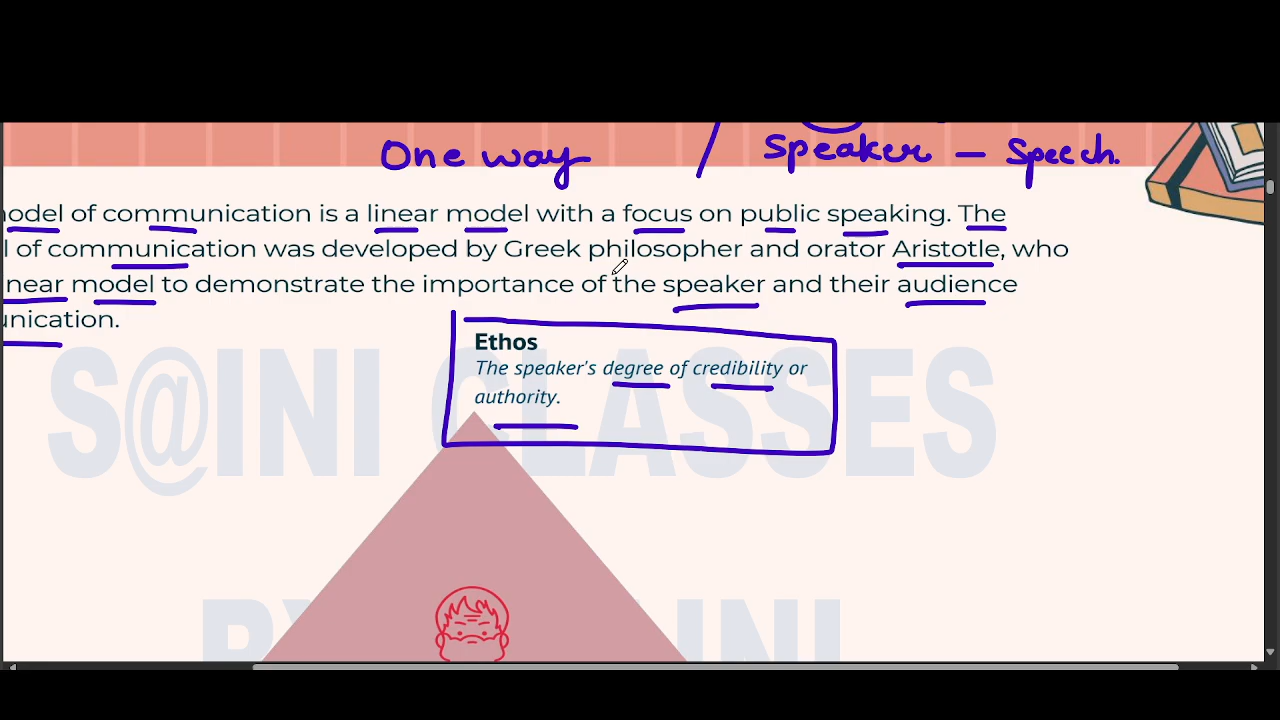 One way / Speaker - Speech.
odel of communication is a linear model with a focus on public speaking. The
l of communication was developed by Greek philosopher and orator Aristotle, who
near model to demonstrate the importance of the speaker and their audience
unication.
Ethos
The speaker's degree of credibility or
authority.
S@INI CLASSES